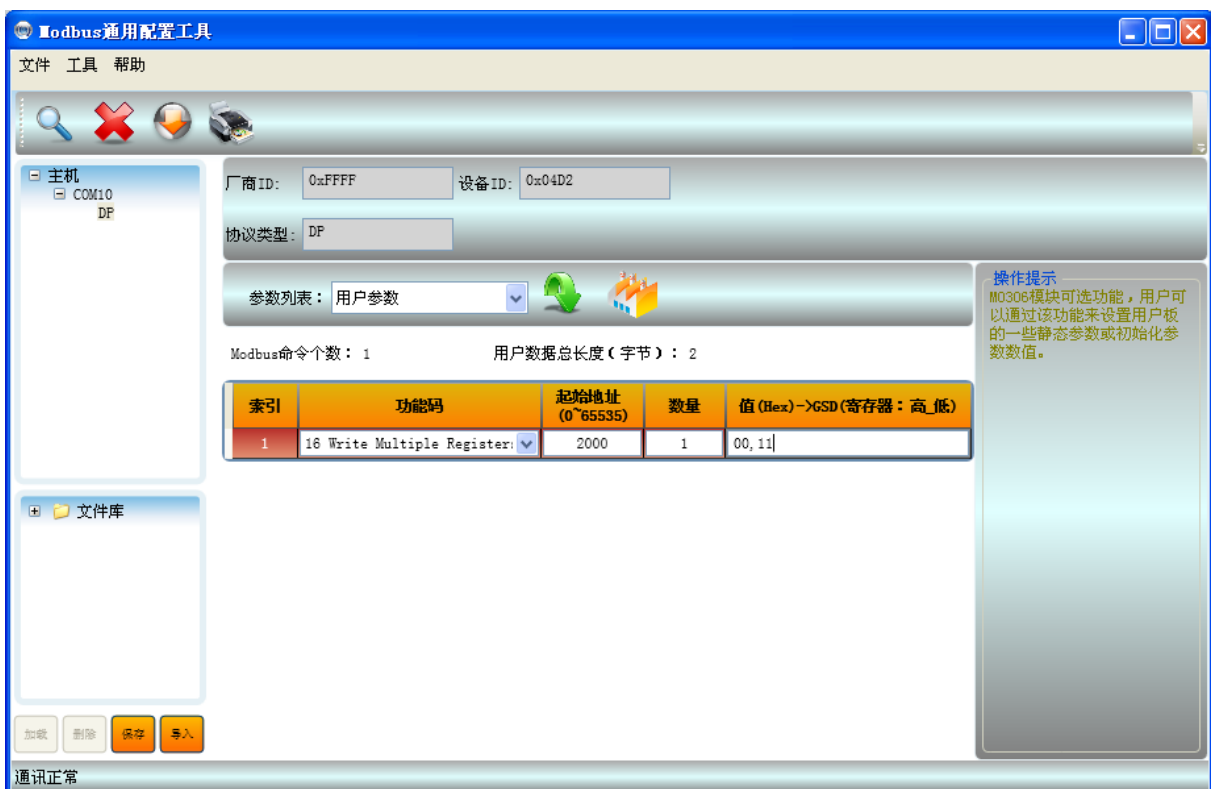 Modbus通用配置工具
文件 工具 帮助
主机
COM10
DP
厂商ID: 0xFFFF 设备ID: 0x04D2
协议类型: DP
参数列表: 用户参数
Modbus命令个数: 1 用户数据总长度(字节): 2
索引 功能码 起始地址 (0~65535) 数量 值(Hex)->GSD(寄存器:高_低)
1 16 Write Multiple Register: 2000 1 00,11
操作提示
M0306模块可选功能,用户可
以通过该功能来设置用户板
的一些静态参数或初始化参
数数值。
文件库
加载 删除 保存 导入
通讯正常